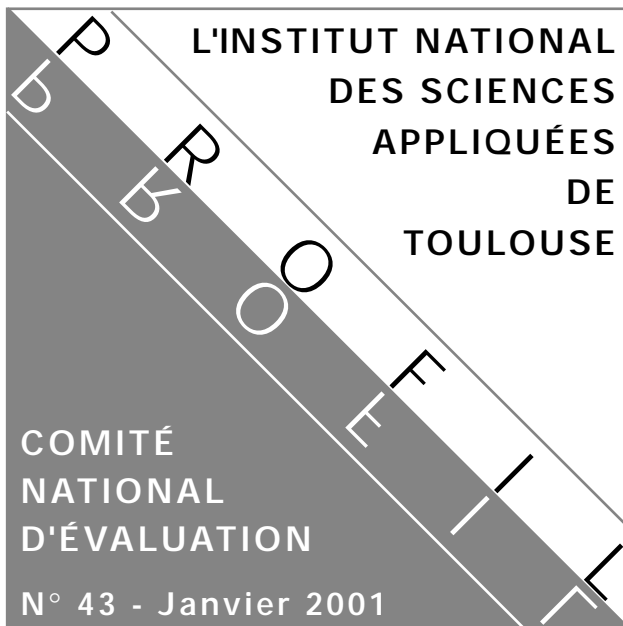 L'INSTITUT NATIONAL
DES SCIENCES
APPLIQUÉES
DE
TOULOUSE
PROFIL
PROFIL
COMITÉ
NATIONAL
D'ÉVALUATION
N° 43 - Janvier 2001